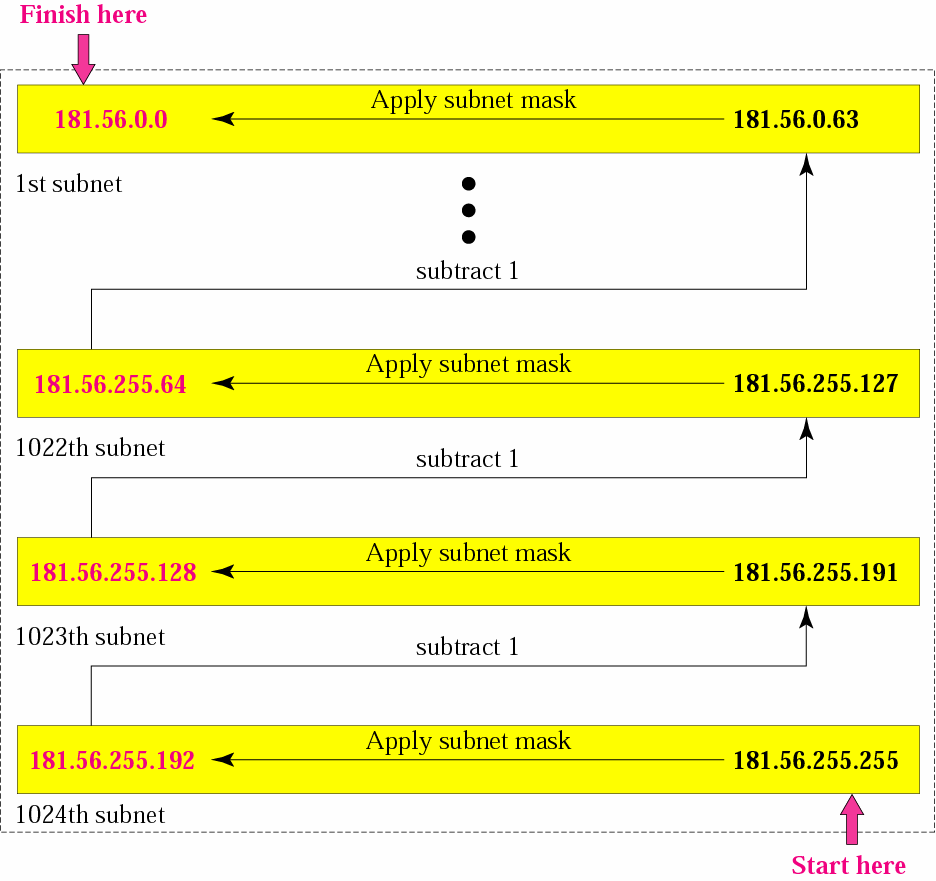 Finish here
Apply subnet mask
181.56.0.0
181.56.0.63
1st subnet
subtract 1
Apply subnet mask
181.56.255.64
181.56.255.127
1022th subnet
subtract 1
Apply subnet mask
181.56.255.128
181.56.255.191
1023th subnet
subtract 1
Apply subnet mask
181.56.255.192
181.56.255.255
1024th subnet
Start here